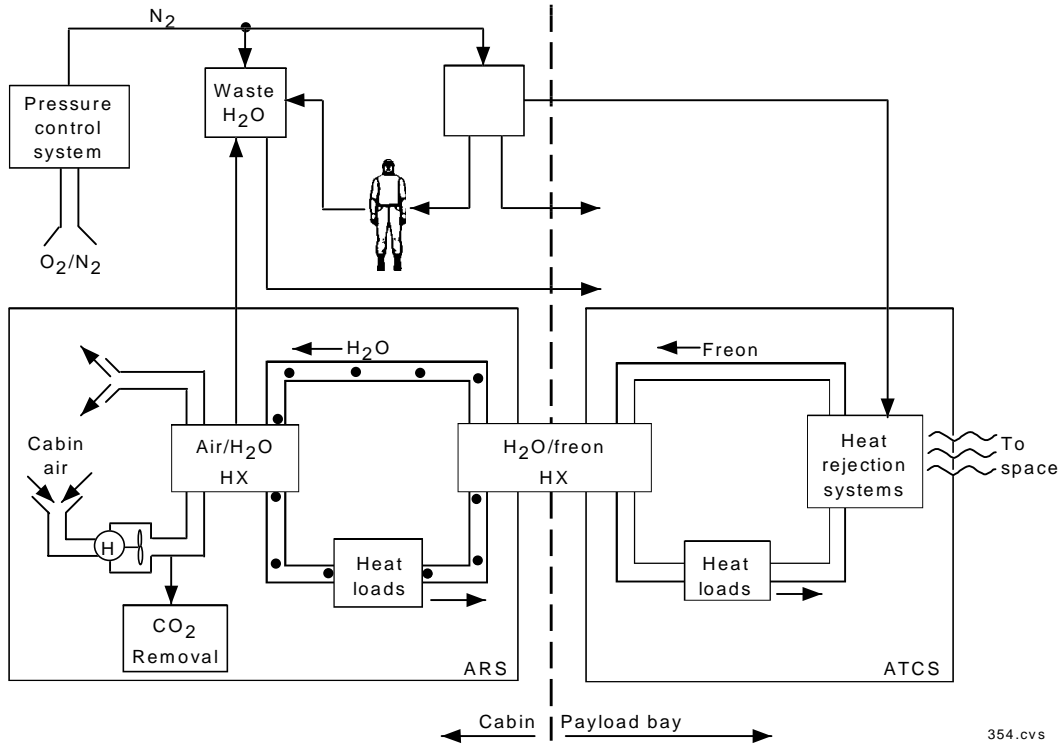 N2
Pressure
control
system
Waste
H2O
O2/N2
H2O
Freon
Cabin
air
Air/H2O
HX
H2O/freon
HX
Heat
rejection
systems
To
space
H
Heat
loads
Heat
loads
CO2
Removal
ARS
ATCS
Cabin
Payload bay
354.cvs